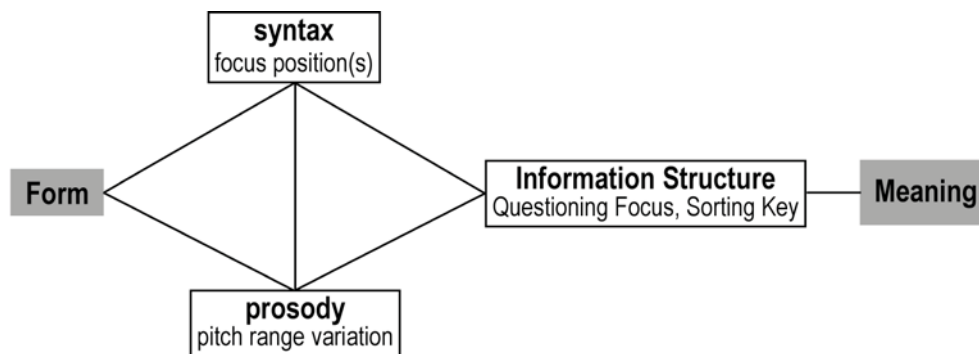 syntax
focus position(s)
Form
Information Structure
Questioning Focus, Sorting Key
Meaning
prosody
pitch range variation